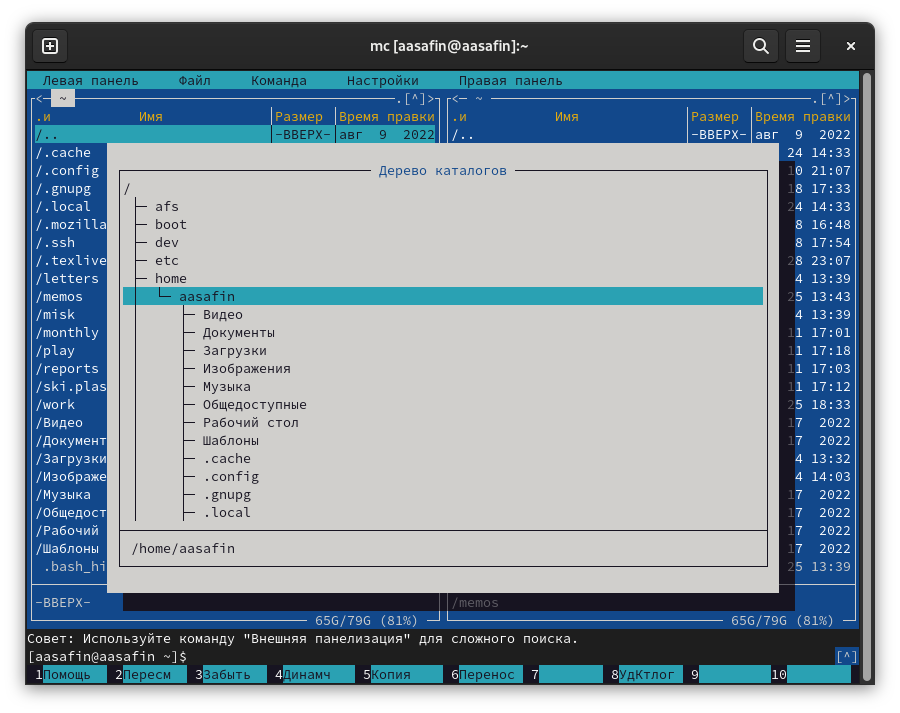 mc [aasafin@aasafin]:~
Левая панель Файл Команда Настройки Правая панель
<─ ~ .[^]> <─ ~ .[^]>
.и Имя Размер Время правки .и Имя Размер Время правки
/.. -ВВЕРХ- авг 9 2022 /.. -ВВЕРХ- авг 9 2022
/.cache 24 14:33
/.config Дерево каталогов 10 21:07
/.gnupg / 18 17:33
/.local afs 24 14:33
/.mozilla boot 8 16:48
/.ssh dev 8 17:54
/.texlive etc 28 23:07
/letters home 4 13:39
/memos aasafin 25 13:43
/misk Видео 4 13:39
/monthly Документы 11 17:01
/play Загрузки 11 17:18
/reports Изображения 11 17:03
/ski.plas Музыка 11 17:12
/work Общедоступные 25 18:33
/Видео Рабочий стол 17 2022
/Документ Шаблоны 17 2022
/Загрузки .cache 4 13:32
/Изображе .config 4 14:03
/Музыка .gnupg 17 2022
/Общедост .local 17 2022
/Рабочий 17 2022
/Шаблоны /home/aasafin 17 2022
.bash_hi 25 13:39
-ВВЕРХ- /memos
65G/79G (81%) 65G/79G (81%)
Совет: Используйте команду "Внешняя панелизация" для сложного поиска.
[aasafin@aasafin ~]$ [^]
1Помощь 2Пересм 3Забыть 4Динамч 5Копия 6Перенос 7 8УдКтлог 9 10